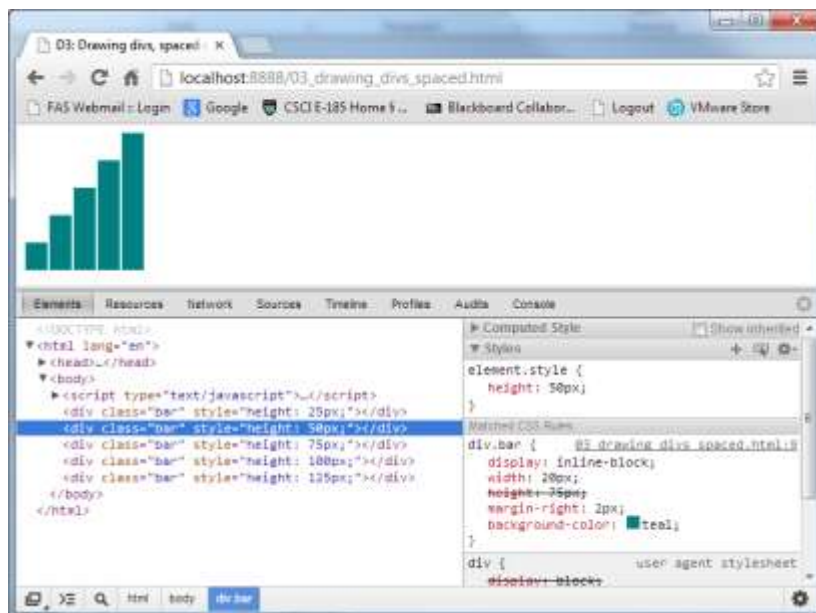 D3: Drawing divs, spaced
localhost:8888/03_drawing_divs_spaced.html
FAS Webmail :: Login Google CSCI E-185 Home § ... Blackboard Collabor... Logout VMware Store
Elements Resources Network Sources Timeline Profiles Audits Console
<!DOCTYPE html>
▼<html lang="en">
▶<head>…</head>
▼<body>
▶<script type="text/javascript">…</script>
<div class="bar" style="height: 25px;"></div>
<div class="bar" style="height: 50px;"></div>
<div class="bar" style="height: 75px;"></div>
<div class="bar" style="height: 100px;"></div>
<div class="bar" style="height: 125px;"></div>
</body>
</html>
▶ Computed Style Show inherited
▼ Styles
element.style {
height: 50px;
}
Matched CSS Rules
div.bar { 03_drawing_divs_spaced.html:9
display: inline-block;
width: 20px;
height: 75px;
margin-right: 2px;
background-color: teal;
}
div { user agent stylesheet
display: block;
html body div.bar